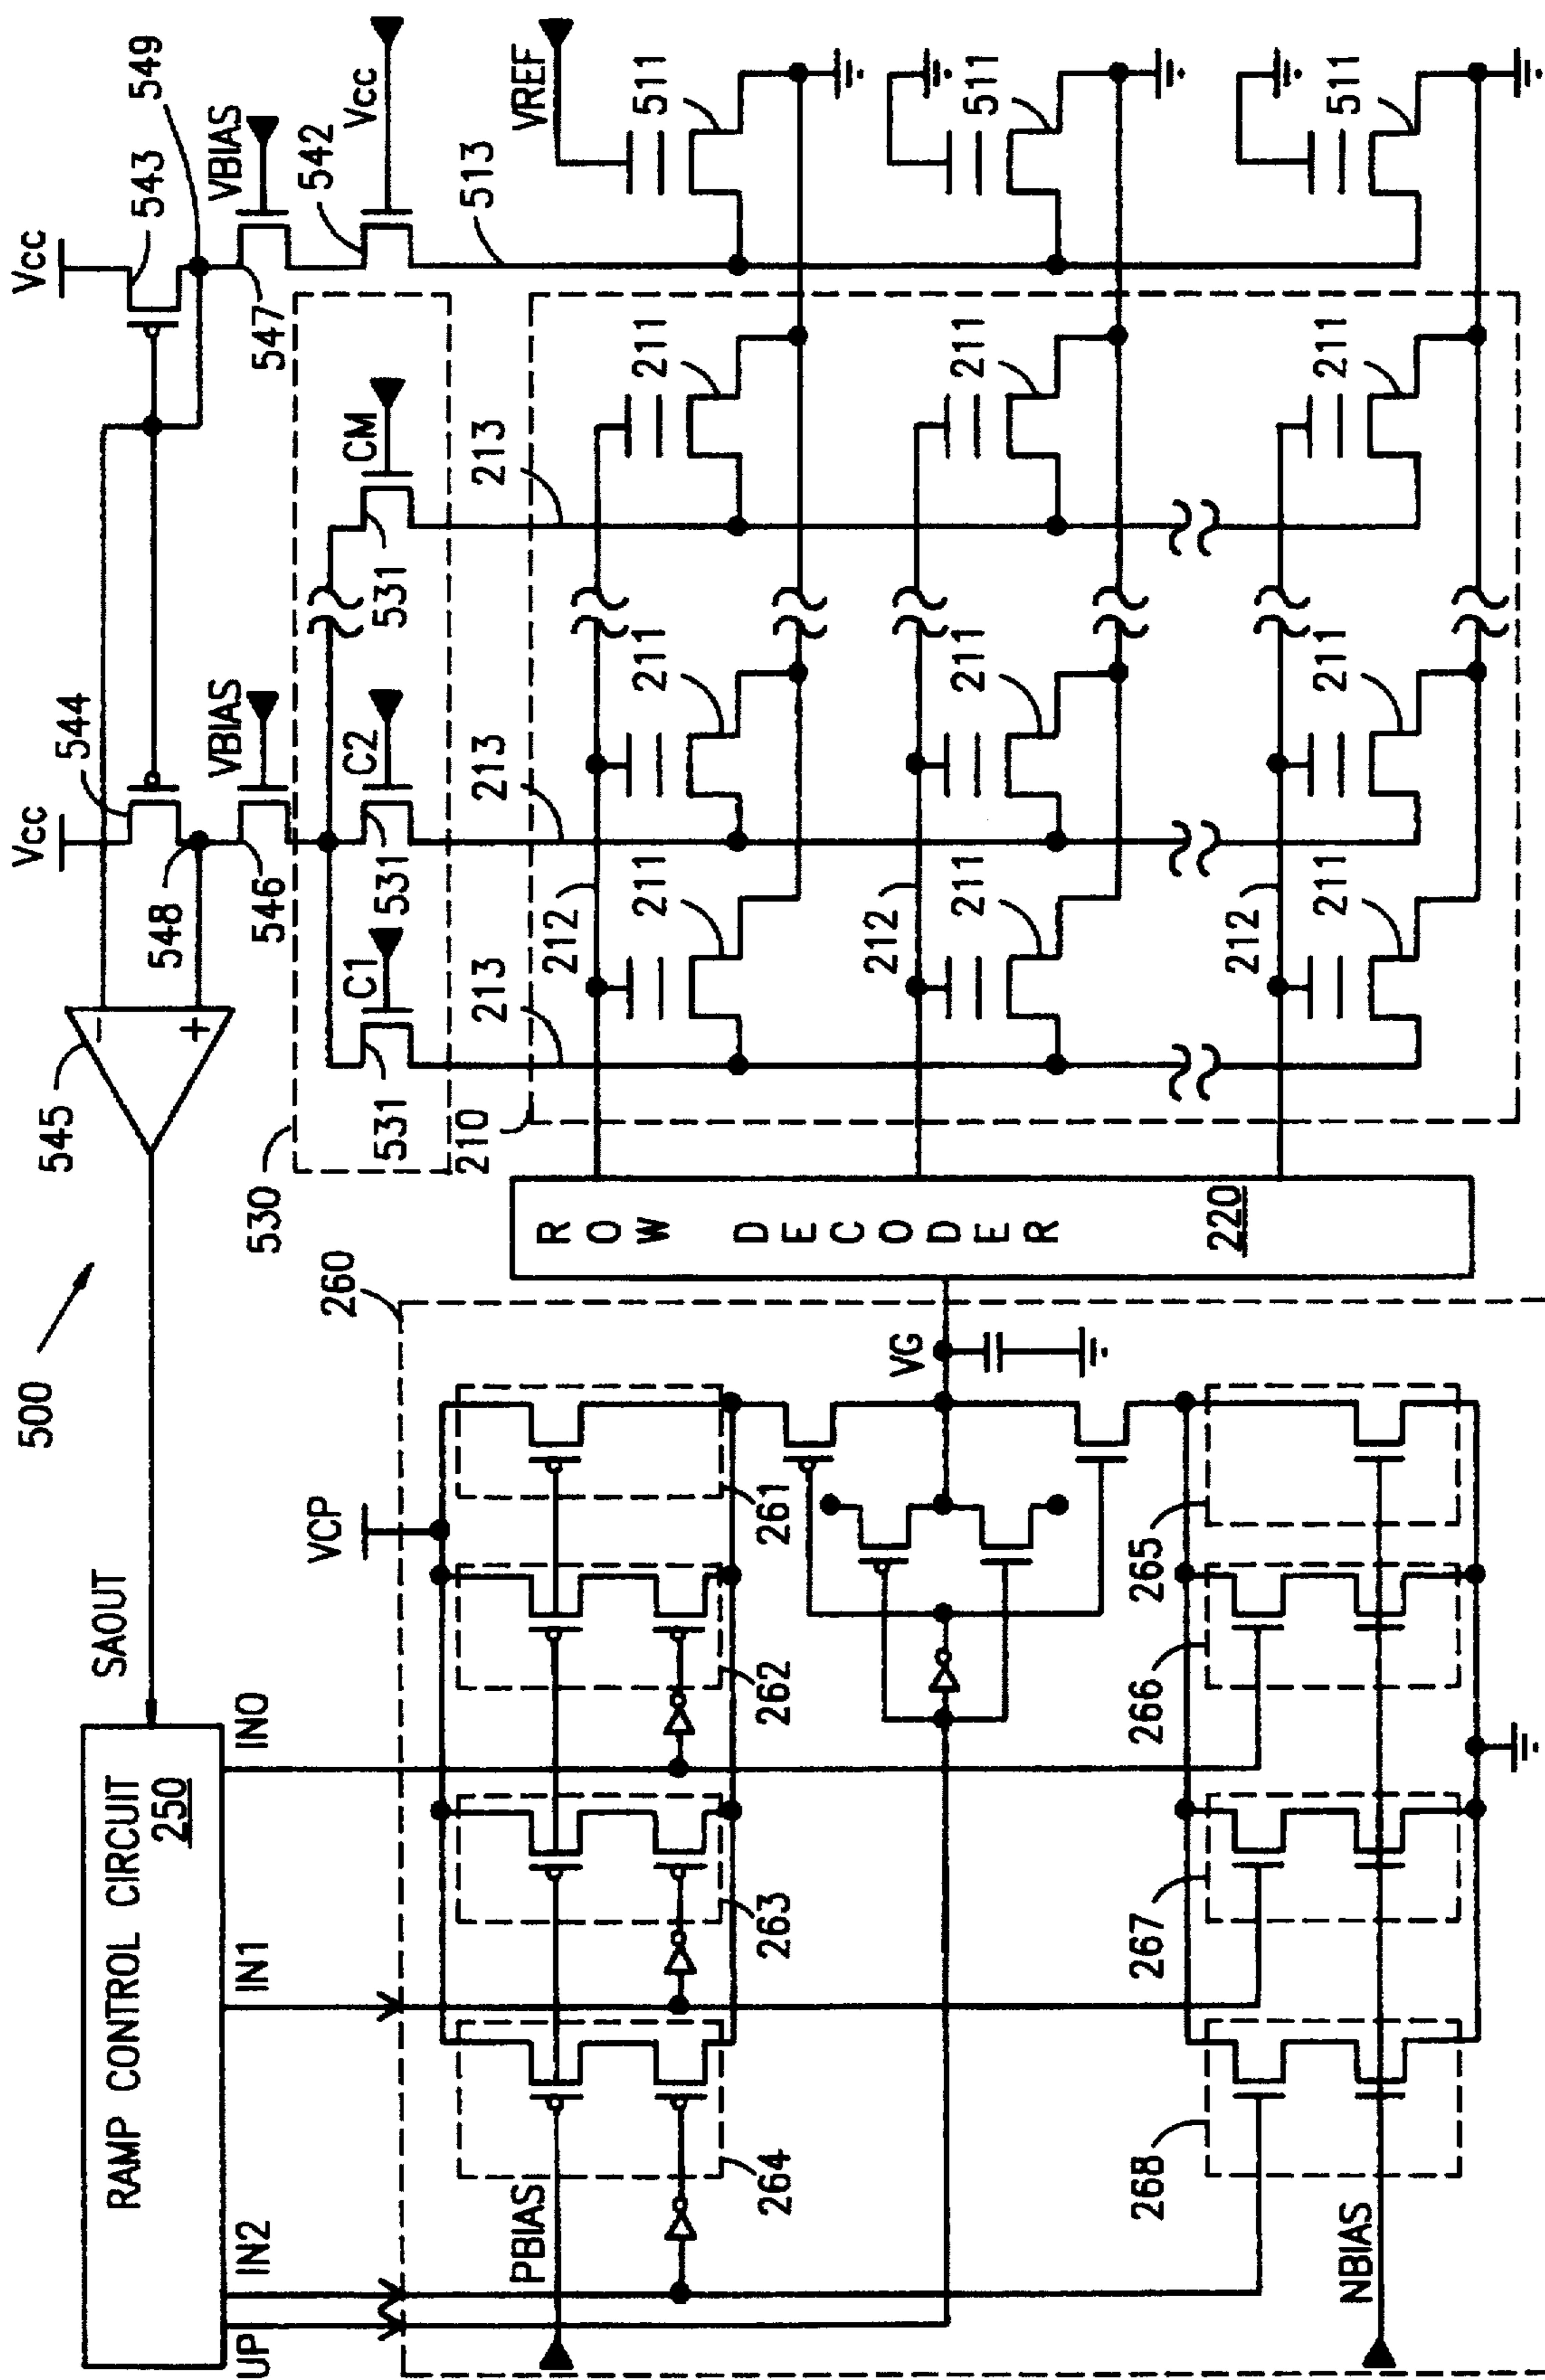 500
RAMP CONTROL CIRCUIT
250
SAOUT
545
Vcc
544
548
VBIAS
546
Vcc
543
549
VBIAS
547
542
Vcc
513
UP
IN2
IN1
IN0
530
C1
531
C2
531
CM
531
260
VCP
PBIAS
264
263
262
261
VG
268
267
266
265
NBIAS
ROW DECODER
220
210
213
213
213
212
211
211
211
VREF
511
212
211
211
211
511
212
211
211
211
511